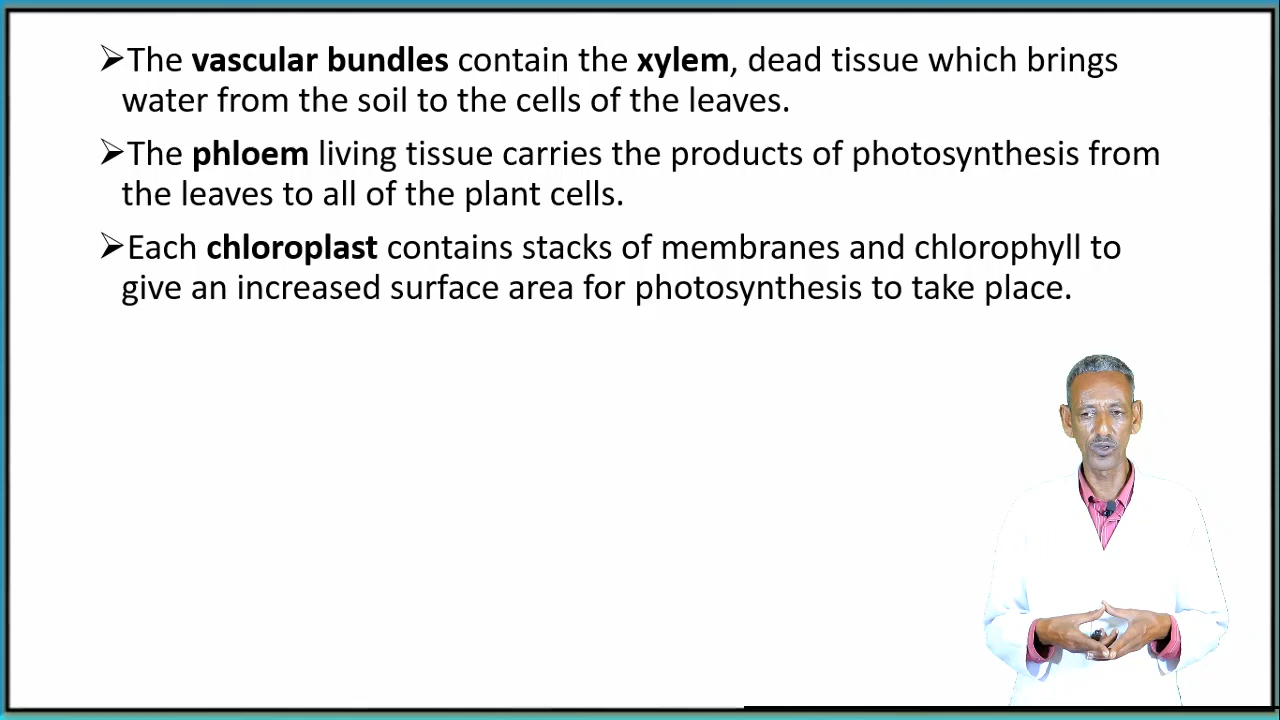 ➢The vascular bundles contain the xylem, dead tissue which brings
water from the soil to the cells of the leaves.
➢The phloem living tissue carries the products of photosynthesis from
the leaves to all of the plant cells.
➢Each chloroplast contains stacks of membranes and chlorophyll to
give an increased surface area for photosynthesis to take place.